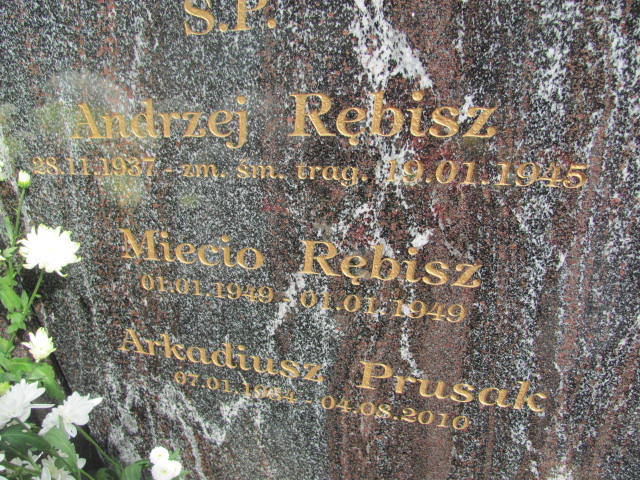 Ś.P.
Andrzej Rębisz
28.11.1937 - zm. śm. trag. 19.01.1945
Miecio Rębisz
01.01.1949 - 01.01.1949
Arkadiusz Prusak
07.01.1984 - 04.08.2010